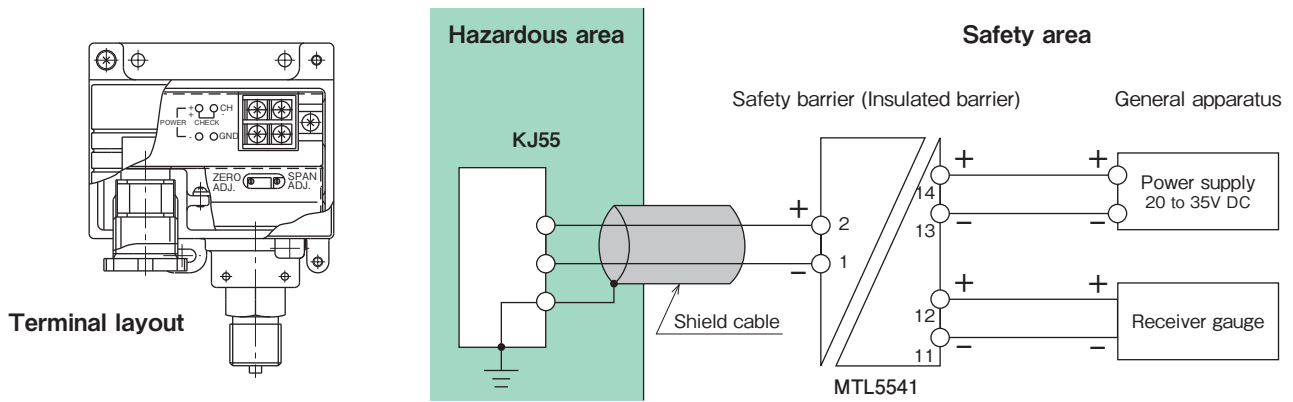 Terminal layout
POWER
+
+
CH
-
CHECK
-
GND
ZERO
ADJ.
SPAN
ADJ.
Hazardous area
Safety area
KJ55
Safety barrier (Insulated barrier)
General apparatus
+
2
−
1
14
+
+
13
−
−
Power supply
20 to 35V DC
12
+
+
11
−
−
Receiver gauge
Shield cable
MTL5541